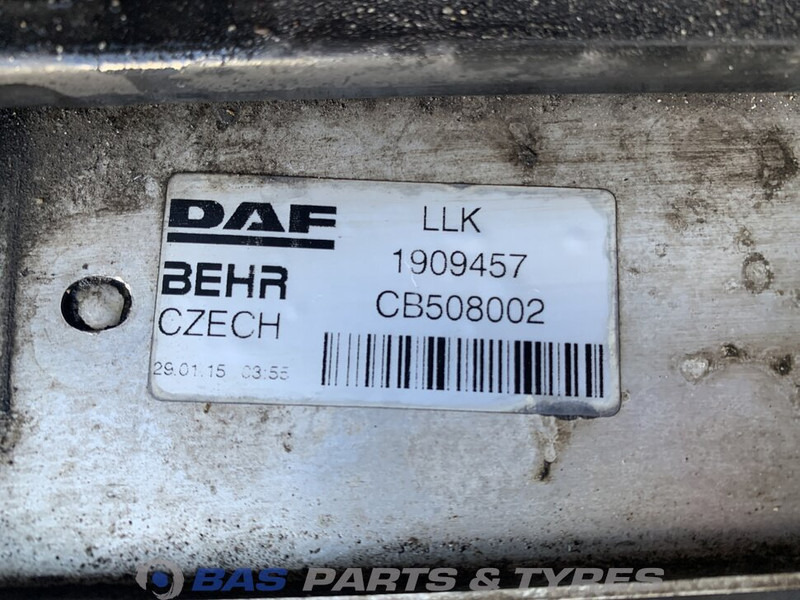 DAF
LLK
1909457
BEHR
CB508002
CZECH
29.01.15 03:55
BAS PARTS & TYRES